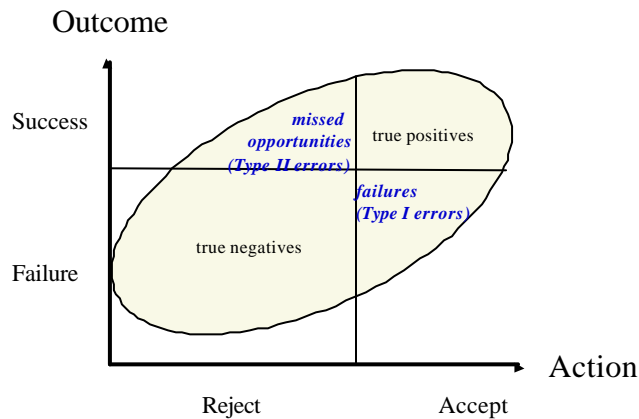 Outcome
Success
missed
opportunities
(Type II errors)
true positives
failures
(Type I errors)
true negatives
Failure
Action
Reject
Accept